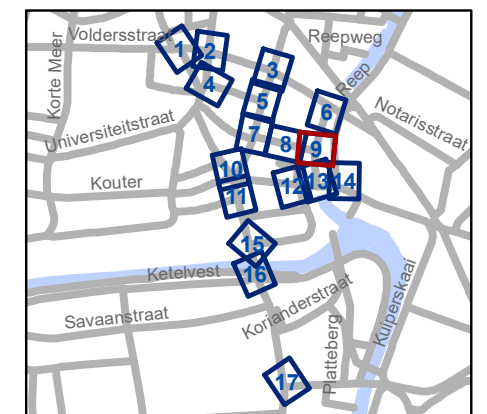 Voldersstraat
Reepweg
Korte Meer
1
2
3
4
Reep
5
6
Notarisstraat
Universiteitstraat
7
8
9
10
Kouter
11
12
13
14
15
Ketelvest
16
Korianderstraat
Kuiperskaai
Savaanstraat
Platteberg
17